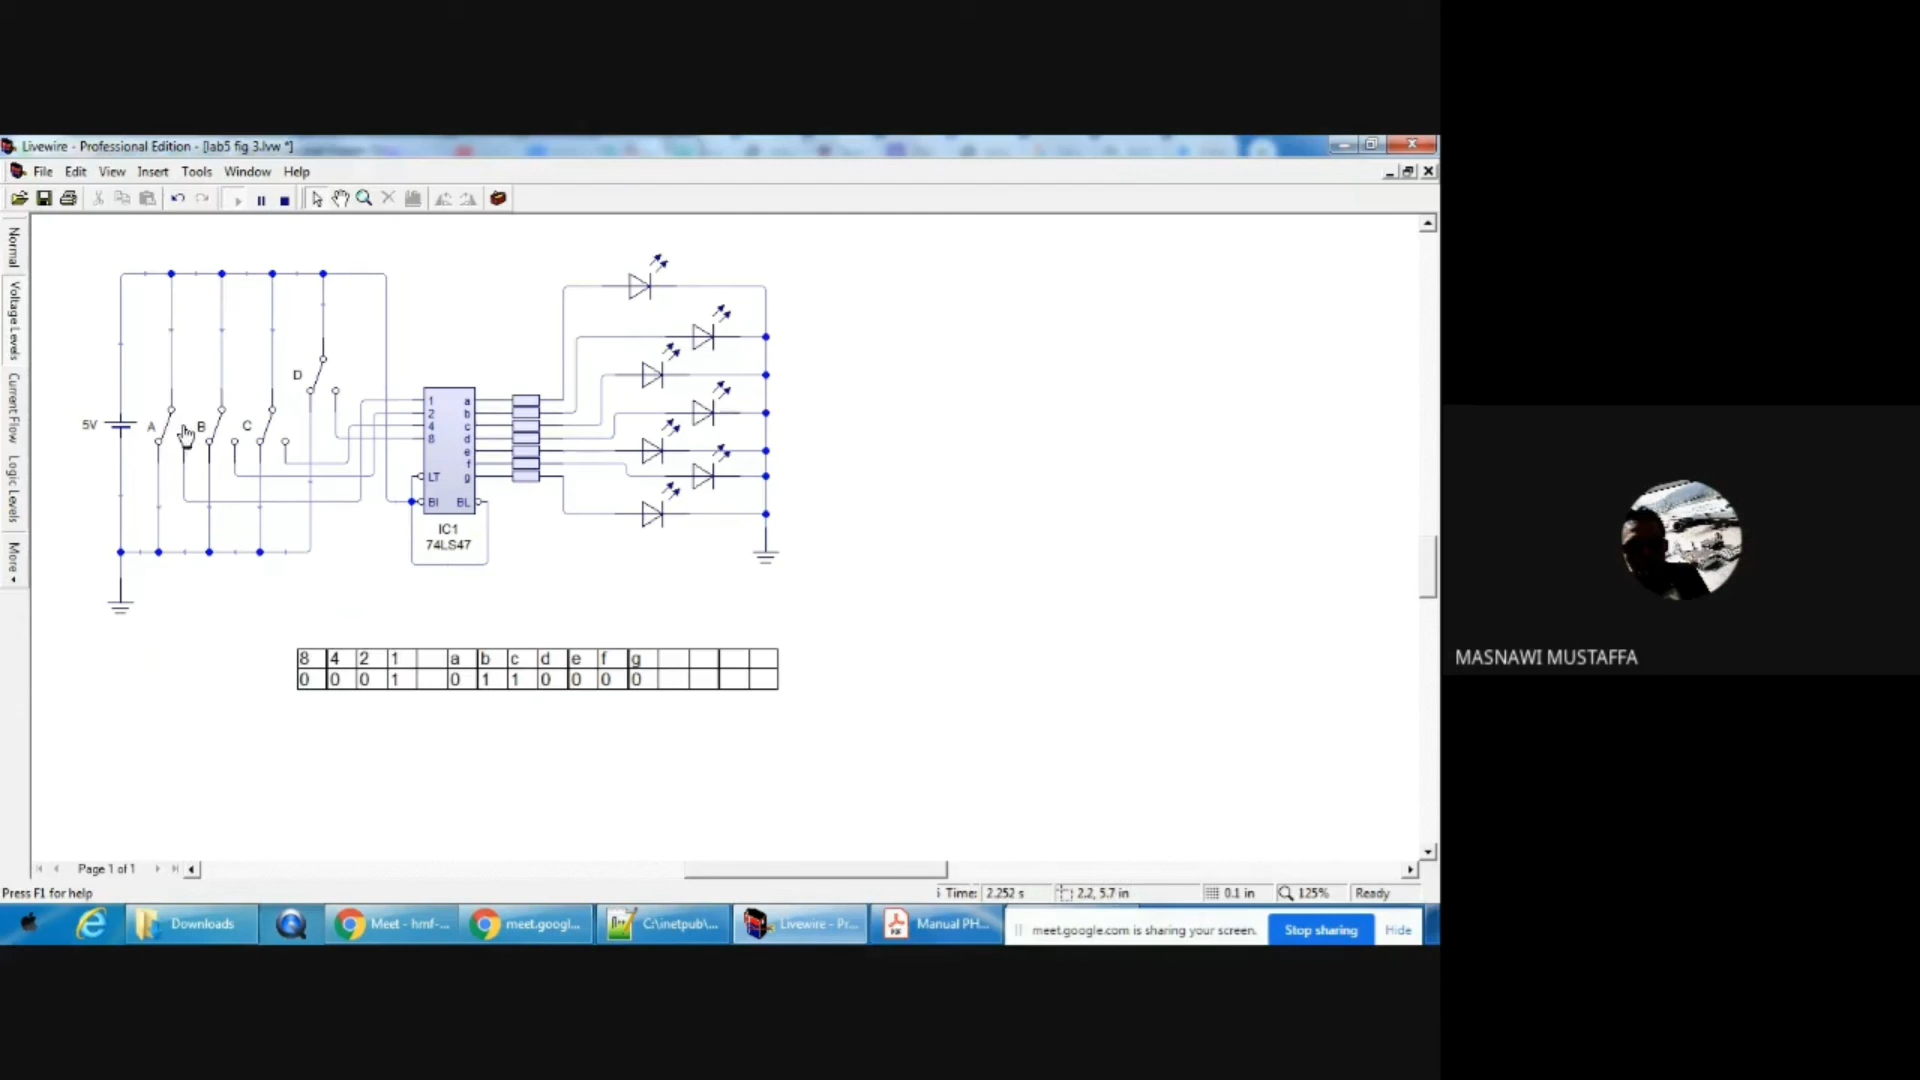 Livewire - Professional Edition - [lab5 fig 3.lvw *]
File Edit View Insert Tools Window Help
Normal
Voltage Levels
Current Flow
Logic Levels
More
5V
A
B
C
D
1 a
2 b
4 c
8 d
e
f
LT g
BI BL
IC1
74LS47
8 4 2 1 a b c d e f g
0 0 0 1 0 1 1 0 0 0 0
MASNAWI MUSTAFFA
Page 1 of 1
Press F1 for help
Time: 2.252 s 2.2, 5.7 in 0.1 in 125% Ready
Downloads
Meet - hmf-...
meet.googl...
C:\inetpub\...
Livewire - Pr...
Manual PH...
meet.google.com is sharing your screen.
Stop sharing
Hide